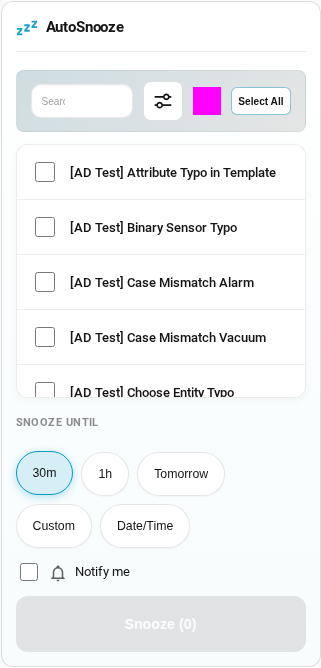 zzz AutoSnooze
Searc
Select All
[AD Test] Attribute Typo in Template
[AD Test] Binary Sensor Typo
[AD Test] Case Mismatch Alarm
[AD Test] Case Mismatch Vacuum
[AD Test] Choose Entity Typo
SNOOZE UNTIL
30m 1h Tomorrow
Custom Date/Time
Notify me
Snooze (0)